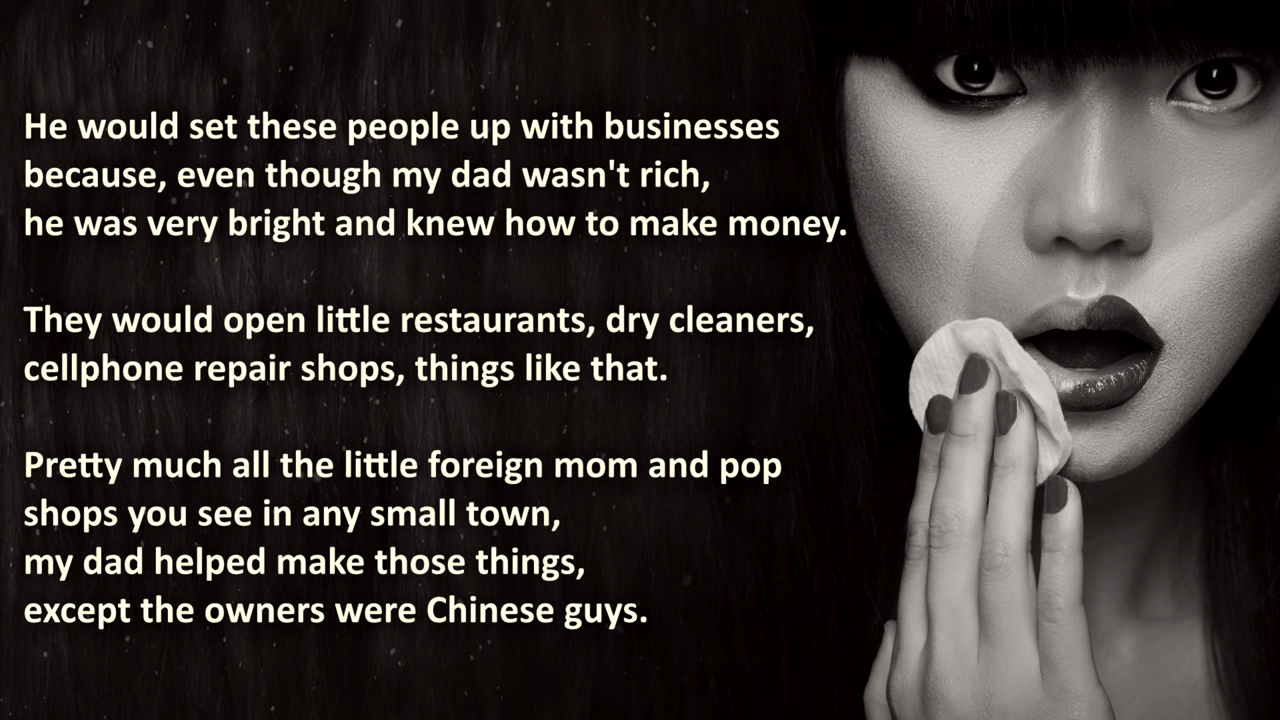 He would set these people up with businesses
because, even though my dad wasn't rich,
he was very bright and knew how to make money.
They would open little restaurants, dry cleaners,
cellphone repair shops, things like that.
Pretty much all the little foreign mom and pop
shops you see in any small town,
my dad helped make those things,
except the owners were Chinese guys.